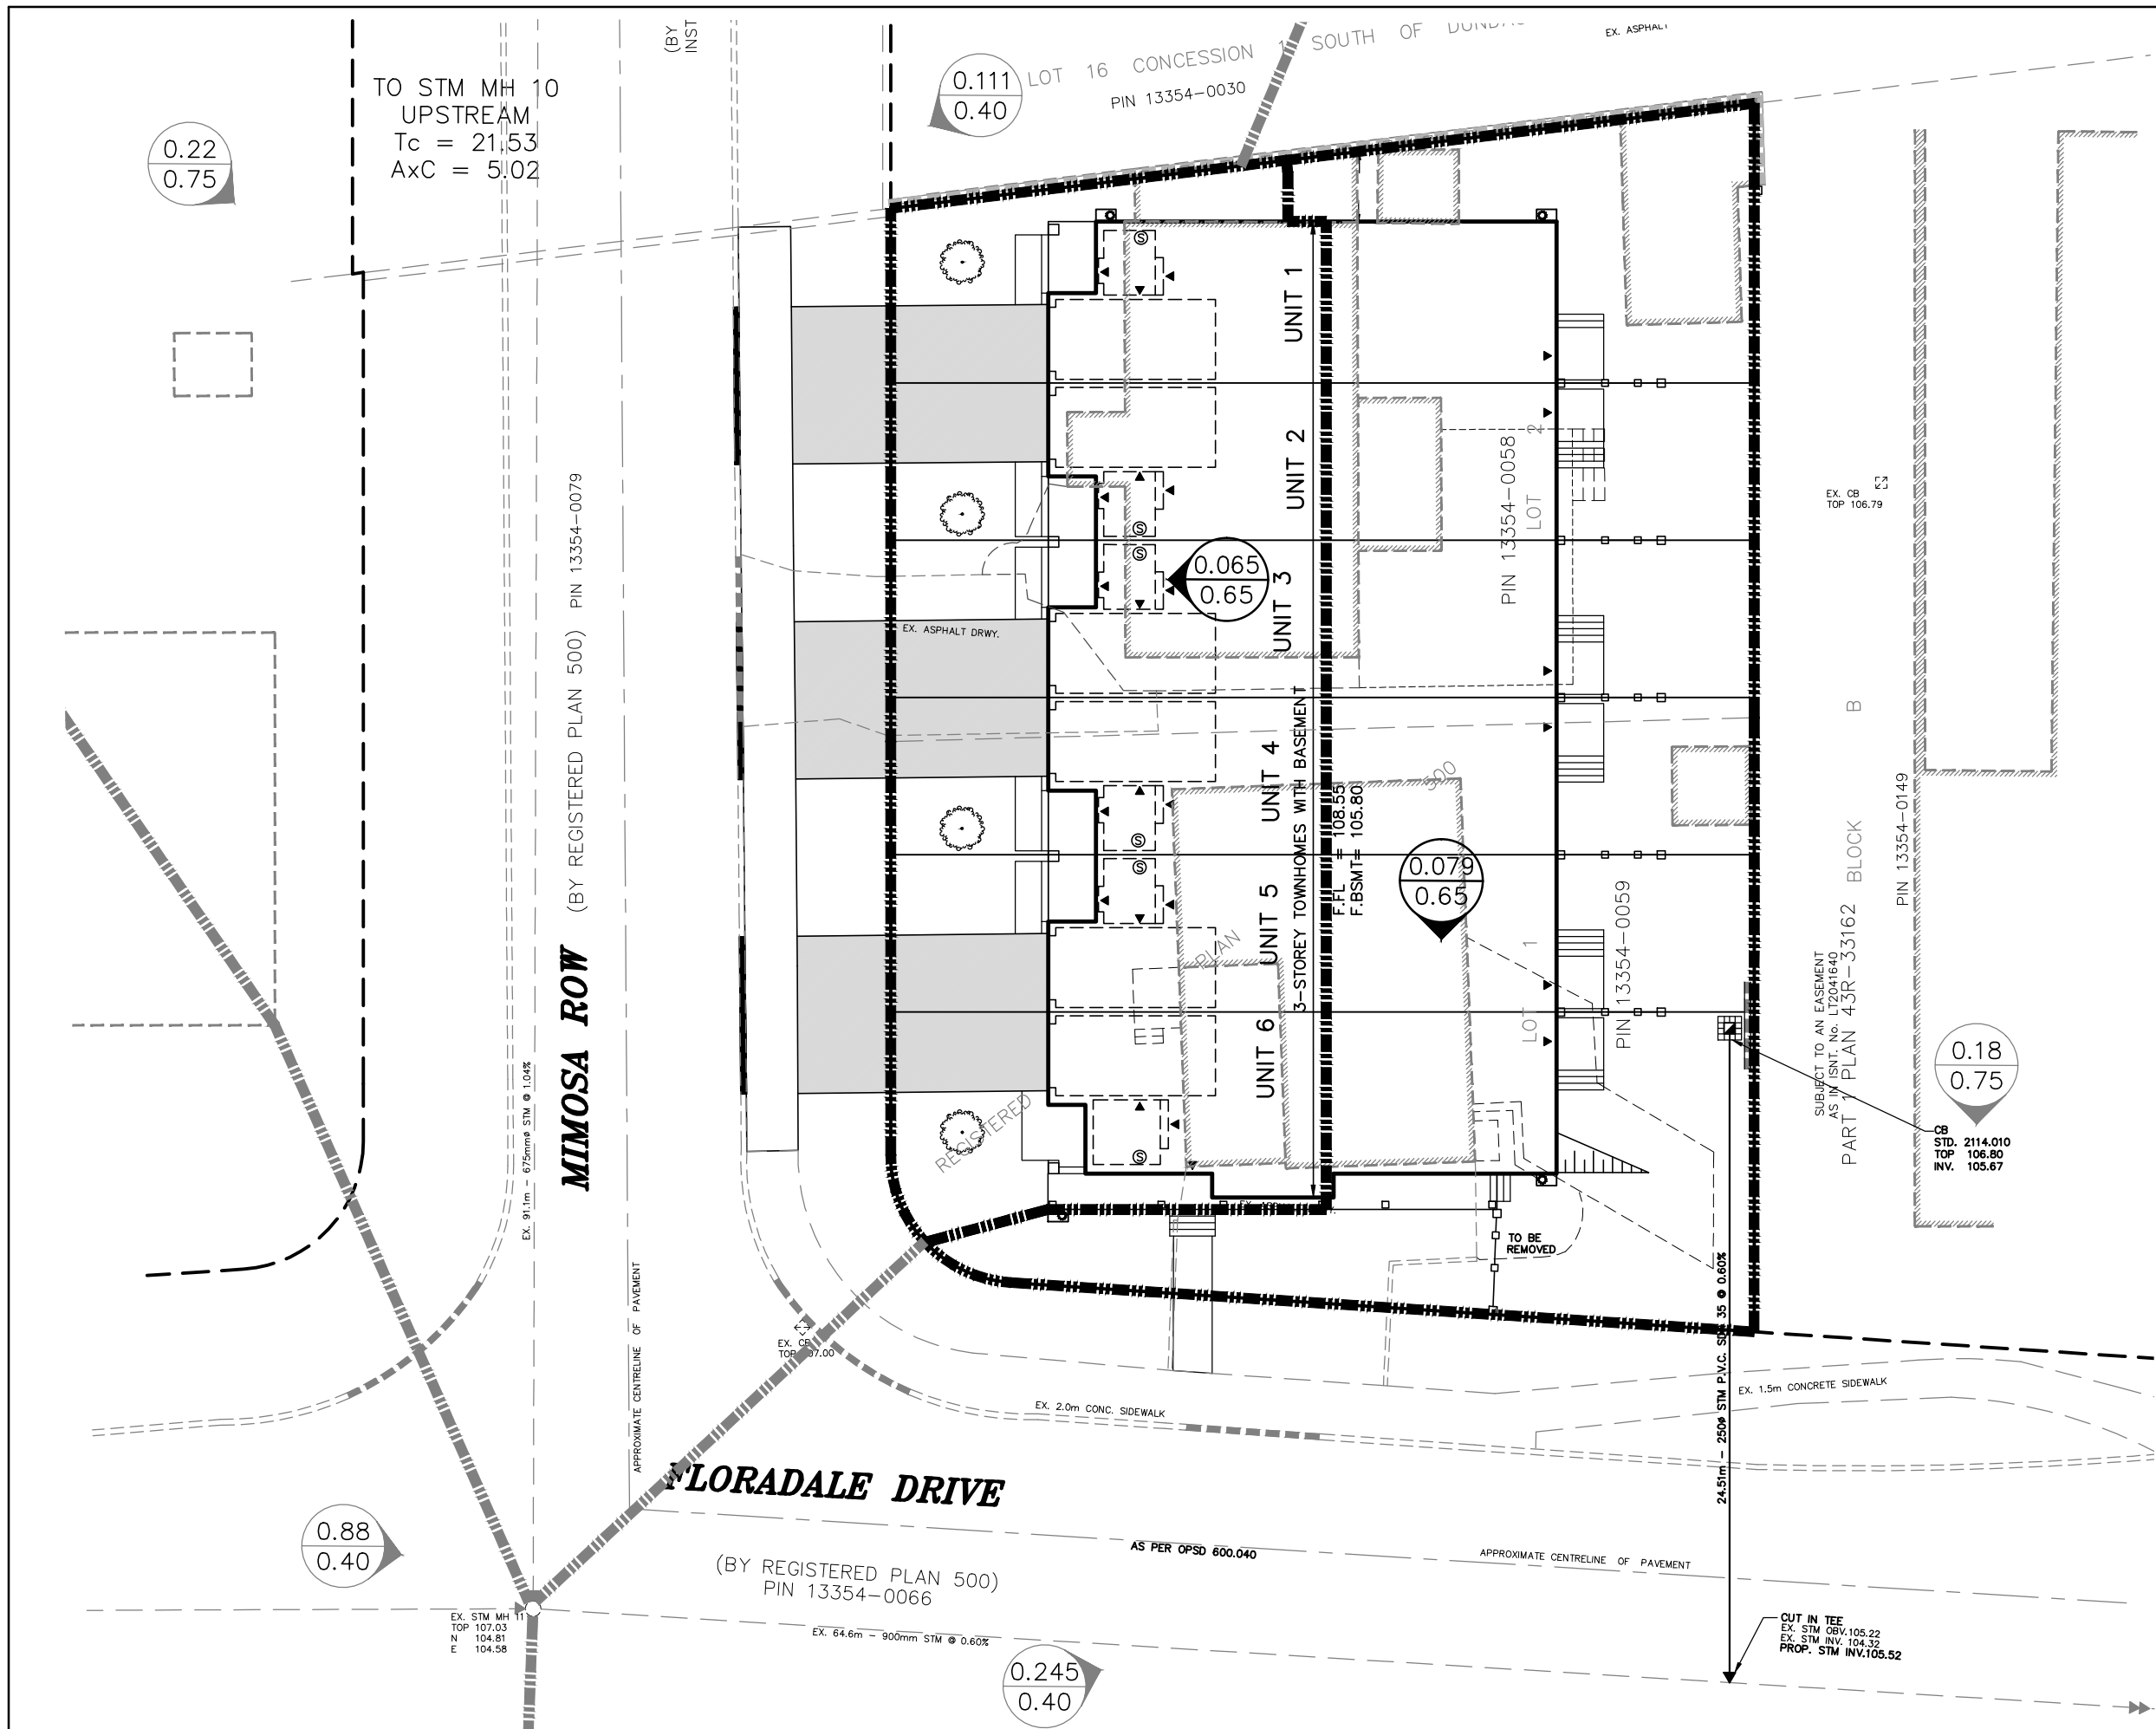 (BY
INST
TO STM MH 10
UPSTREAM
Tc = 21.53
AxC = 5.02
0.22
0.75
0.111
0.40
LOT 16 CONCESSION 1 SOUTH OF
PIN 13354-0030
EX. ASPHALT
UNIT 1
UNIT 2
UNIT 3
UNIT 4
UNIT 5
UNIT 6
S
S
S
S
S
S
0.065
0.65
EX. ASPHALT DRWY.
3-STOREY TOWNHOMES WITH BASEMENT
F.FL = 108.55
F.BSMT= 105.80
0.079
0.65
PIN 13354-0058
LOT 2
PIN 13354-0059
LOT 1
REGISTERED PLAN 500
EX. CB
TOP 106.79
SUBJECT TO AN EASEMENT
AS IN ISNT. No. LT2041640
PART 1 PLAN 43R-33162 BLOCK B
PIN 13354-0149
0.18
0.75
CB
STD. 2114.010
TOP 106.80
INV. 105.67
MIMOSA ROW (BY REGISTERED PLAN 500) PIN 13354-0079
EX. 91.1m - 675mmø STM @ 1.04%
APPROXIMATE CENTRELINE OF PAVEMENT
TO BE
REMOVED
EX. CB
TOP 107.00
24.51m - 250ø STM P.V.C. SDR 35 @ 0.60%
EX. 1.5m CONCRETE SIDEWALK
EX. 2.0m CONC. SIDEWALK
FLORADALE DRIVE
AS PER OPSD 600.040
APPROXIMATE CENTRELINE OF PAVEMENT
(BY REGISTERED PLAN 500)
PIN 13354-0066
0.88
0.40
EX. STM MH 11
TOP 107.03
N 104.81
E 104.58
EX. 64.6m - 900mm STM @ 0.60%
0.245
0.40
CUT IN TEE
EX. STM OBV.105.22
EX. STM INV. 104.32
PROP. STM INV.105.52